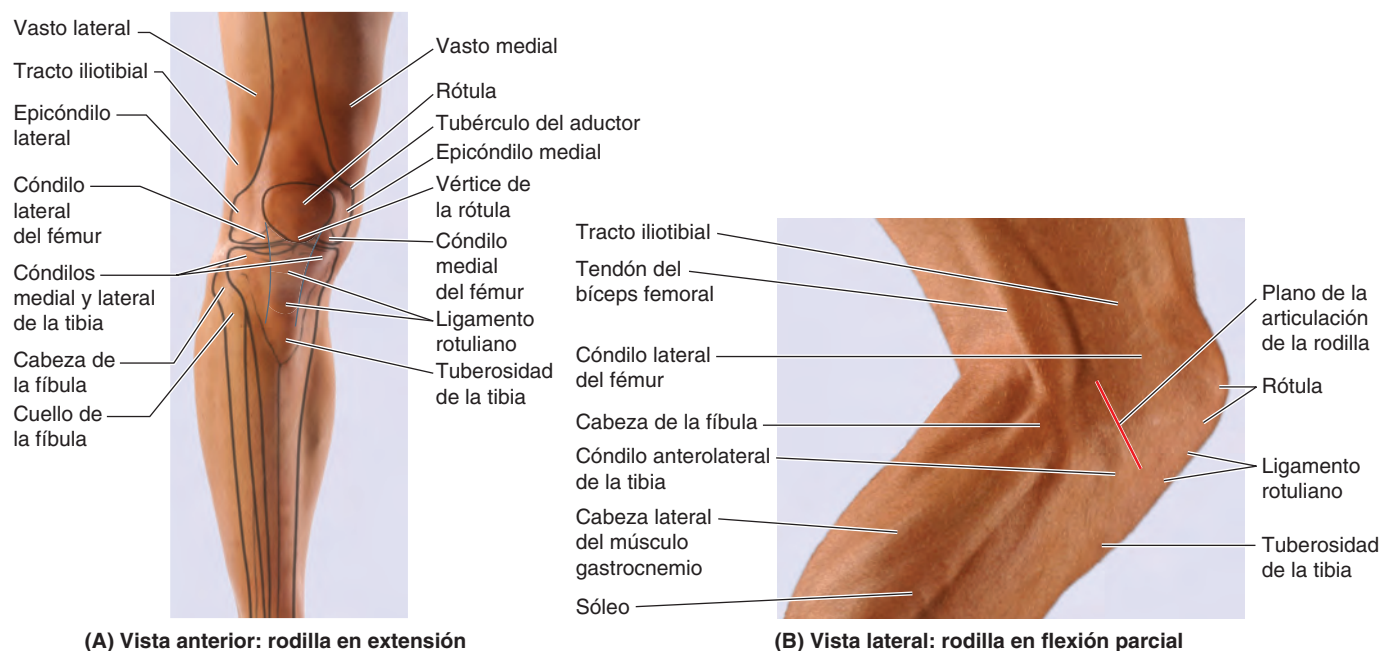 Vasto lateral
Tracto iliotibial
Epicóndilo
lateral
Cóndilo
lateral
del fémur
Cóndilos
medial y lateral
de la tibia
Cabeza de
la fíbula
Cuello de
la fíbula
Vasto medial
Rótula
Tubérculo del aductor
Epicóndilo medial
Vértice de
la rótula
Cóndilo
medial
del fémur
Ligamento
rotuliano
Tuberosidad
de la tibia
(A) Vista anterior: rodilla en extensión
Tracto iliotibial
Tendón del
bíceps femoral
Cóndilo lateral
del fémur
Cabeza de la fíbula
Cóndilo anterolateral
de la tibia
Cabeza lateral
del músculo
gastrocnemio
Sóleo
Plano de la
articulación
de la rodilla
Rótula
Ligamento
rotuliano
Tuberosidad
de la tibia
(B) Vista lateral: rodilla en flexión parcial